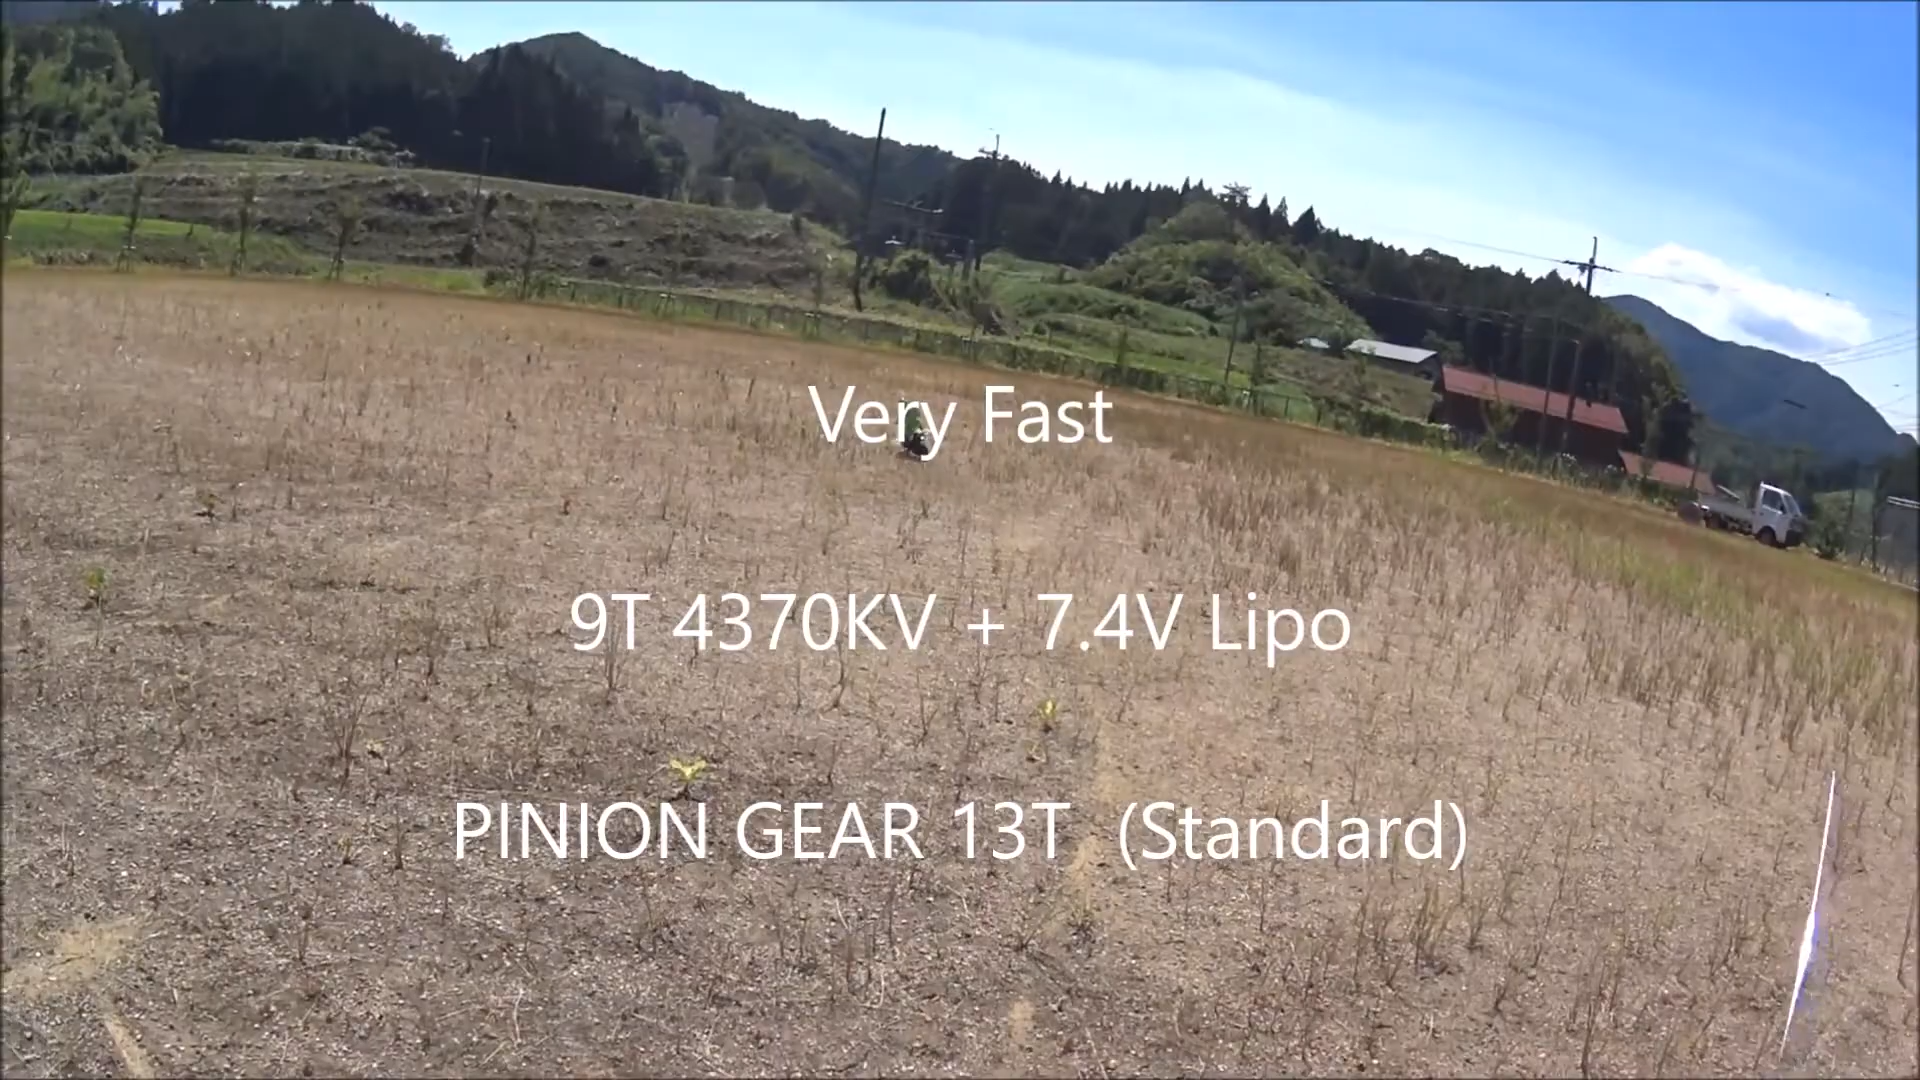 Very Fast
9T 4370KV + 7.4V Lipo
PINION GEAR 13T (Standard)